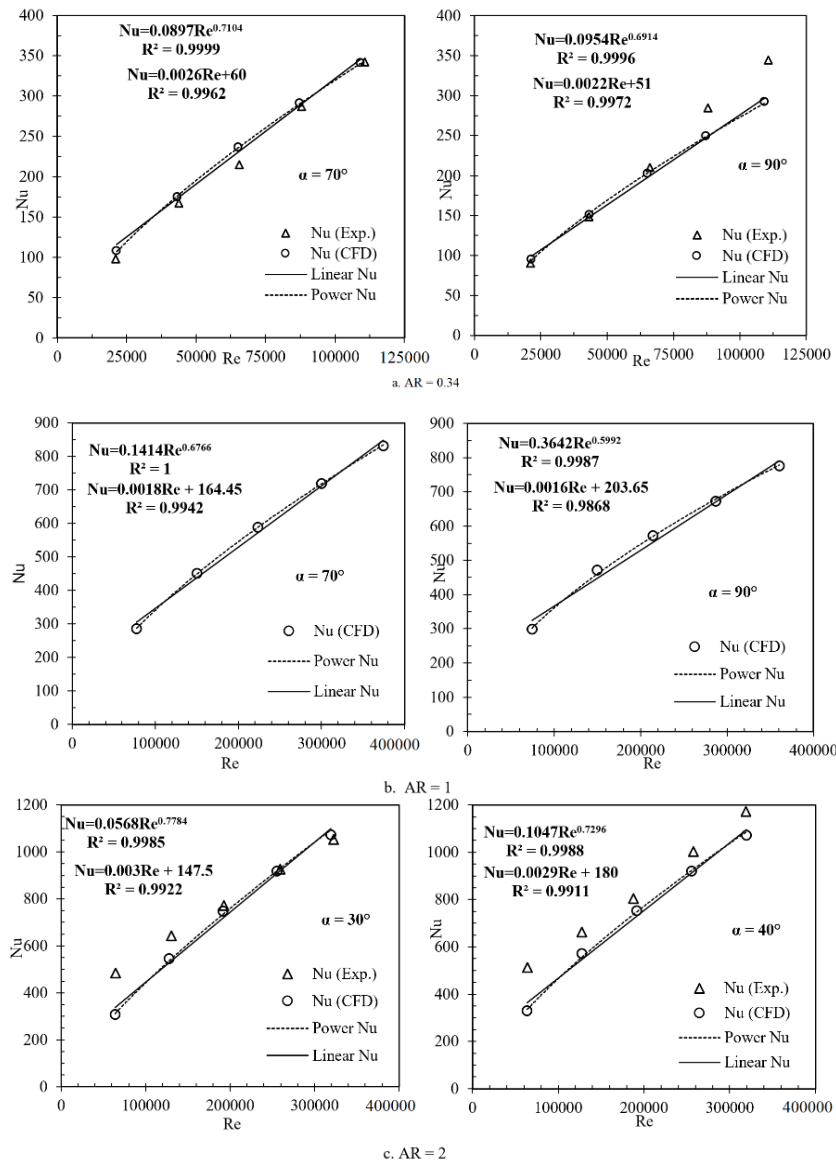 400
350
300
250
200
150
100
50
0
Nu
Nu=0.0897Re^0.7104
R² = 0.9999
Nu=0.0026Re+60
R² = 0.9962
α = 70°
Nu (Exp.)
Nu (CFD)
Linear Nu
Power Nu
0 25000 50000 75000 100000 125000
Re
400
350
300
250
200
150
100
50
0
Nu
Nu=0.0954Re^0.6914
R² = 0.9996
Nu=0.0022Re+51
R² = 0.9972
α = 90°
Nu (Exp.)
Nu (CFD)
Linear Nu
Power Nu
0 25000 50000 75000 100000 125000
Re
a. AR = 0.34
900
800
700
600
500
400
300
200
100
0
Nu
Nu=0.1414Re^0.6766
R² = 1
Nu=0.0018Re + 164.45
R² = 0.9942
α = 70°
Nu (CFD)
Power Nu
Linear Nu
0 100000 200000 300000 400000
Re
900
800
700
600
500
400
300
200
100
0
Nu
Nu=0.3642Re^0.5992
R² = 0.9987
Nu=0.0016Re + 203.65
R² = 0.9868
α = 90°
Nu (CFD)
Power Nu
Linear Nu
0 100000 200000 300000 400000
Re
b. AR = 1
1200
1000
800
600
400
200
0
Nu
Nu=0.0568Re^0.7784
R² = 0.9985
Nu=0.003Re + 147.5
R² = 0.9922
α = 30°
Nu (Exp.)
Nu (CFD)
Power Nu
Linear Nu
0 100000 200000 300000 400000
Re
1200
1000
800
600
400
200
0
Nu
Nu=0.1047Re^0.7296
R² = 0.9988
Nu=0.0029Re + 180
R² = 0.9911
α = 40°
Nu (Exp.)
Nu (CFD)
Power Nu
Linear Nu
0 100000 200000 300000 400000
Re
c. AR = 2